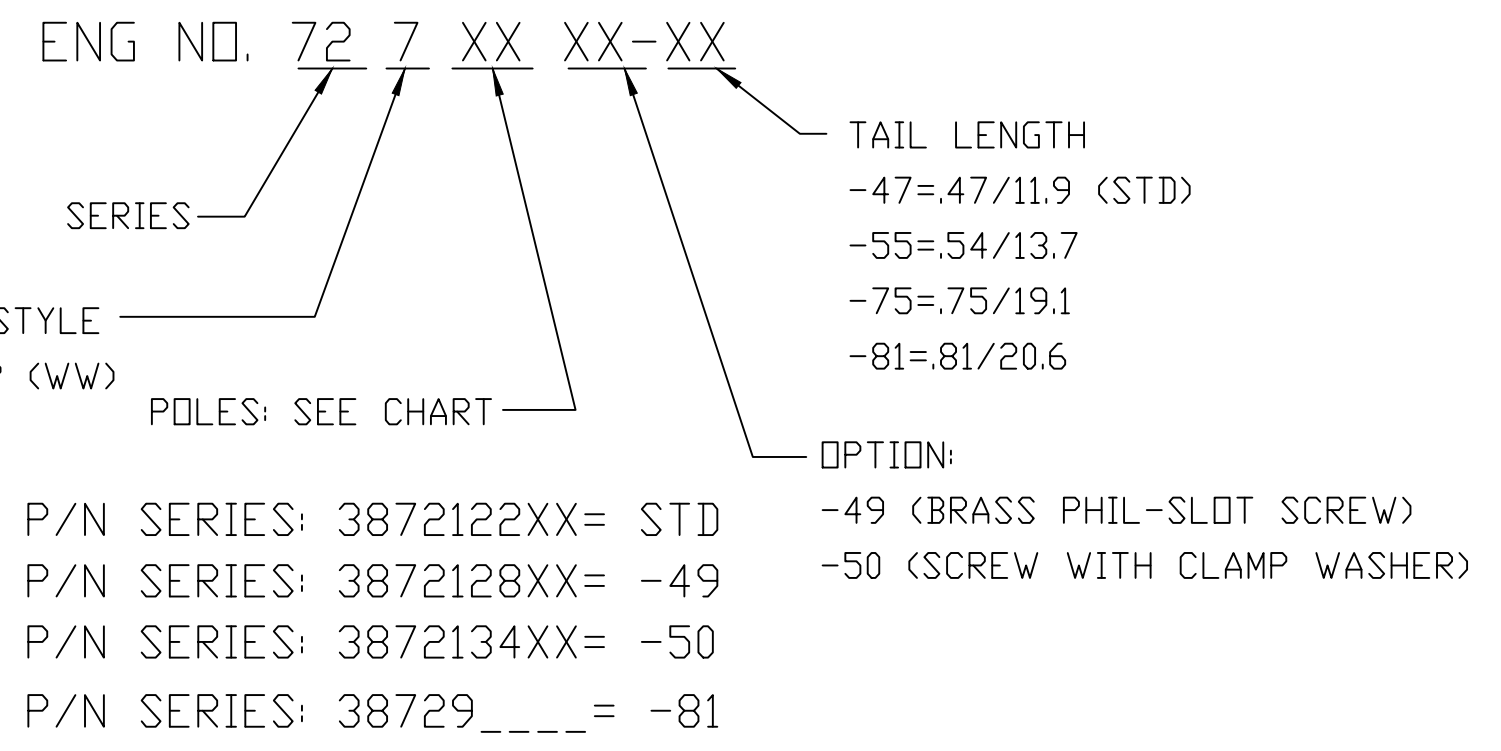 ENG NO. 72 7 XX XX-XX
TAIL LENGTH
-47=.47/11.9 (STD)
-55=.54/13.7
-75=.75/19.1
-81=.81/20.6
SERIES
STYLE
(WW)
POLES: SEE CHART
OPTION:
-49 (BRASS PHIL-SLOT SCREW)
-50 (SCREW WITH CLAMP WASHER)
P/N SERIES: 3872122XX= STD
P/N SERIES: 3872128XX= -49
P/N SERIES: 3872134XX= -50
P/N SERIES: 38729____= -81